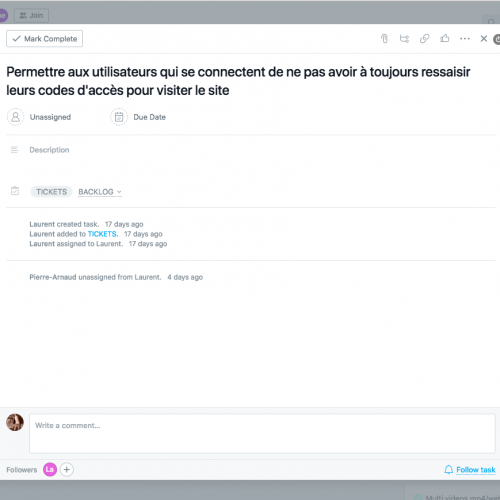 Join
Mark Complete
Permettre aux utilisateurs qui se connectent de ne pas avoir à toujours ressaisir
leurs codes d'accès pour visiter le site
Unassigned Due Date
Description
TICKETS BACKLOG
Laurent created task. 17 days ago
Laurent added to TICKETS. 17 days ago
Laurent assigned to Laurent. 17 days ago
Pierre-Arnaud unassigned from Laurent. 4 days ago
Write a comment...
Followers La Follow task
Multi videos